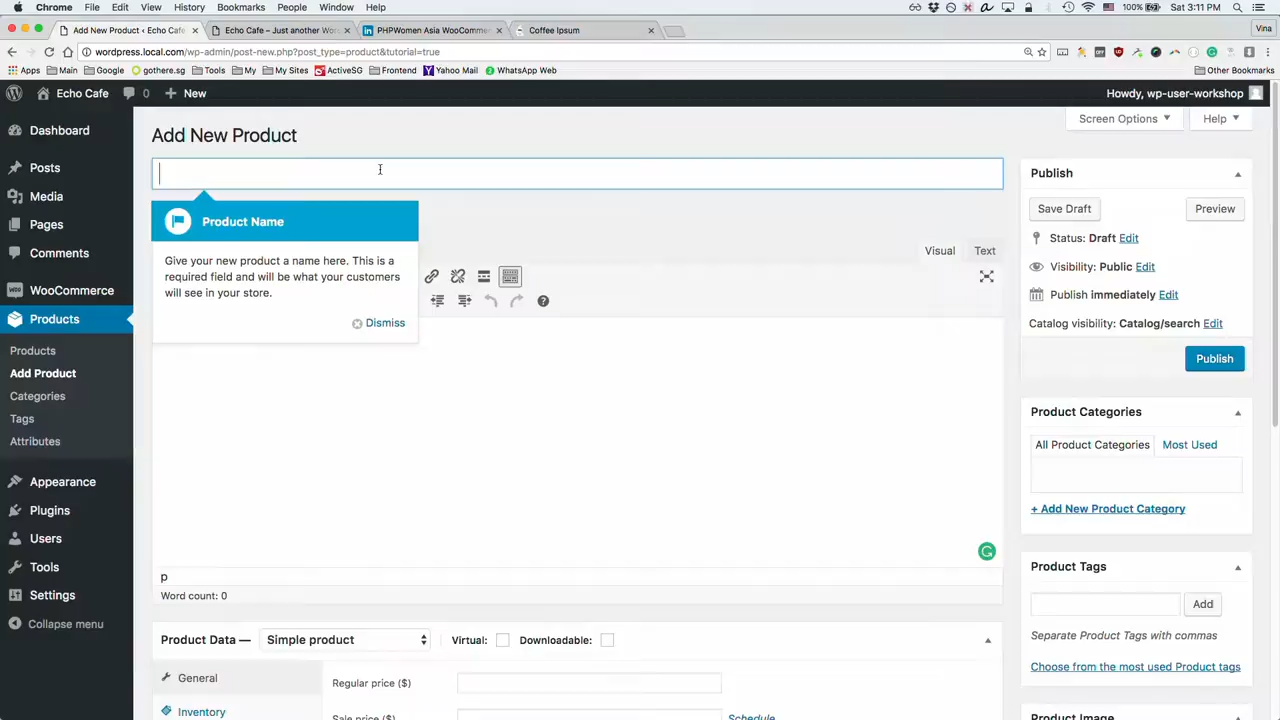 Chrome File Edit View History Bookmarks People Window Help 100% Sat 3:11 PM
Add New Product ‹ Echo Cafe Echo Cafe – Just another Wor PHPWomen Asia WooCommer Coffee Ipsum Vina
wordpress.local.com/wp-admin/post-new.php?post_type=product&tutorial=true
Apps Main Google gothere.sg Tools My My Sites ActiveSG Frontend Yahoo Mail WhatsApp Web Other Bookmarks
Echo Cafe 0 New Howdy, wp-user-workshop
Dashboard
Posts
Media
Pages
Comments
WooCommerce
Products
Products
Add Product
Categories
Tags
Attributes
Appearance
Plugins
Users
Tools
Settings
Collapse menu
Screen Options Help
Add New Product
Product Name
Give your new product a name here. This is a
required field and will be what your customers
will see in your store.
Dismiss
Visual Text
p
Word count: 0
Product Data — Simple product Virtual: Downloadable:
General
Inventory
Regular price ($)
Sale price ($)
Schedule
Publish
Save Draft Preview
Status: Draft Edit
Visibility: Public Edit
Publish immediately Edit
Catalog visibility: Catalog/search Edit
Publish
Product Categories
All Product Categories Most Used
+ Add New Product Category
Product Tags
Add
Separate Product Tags with commas
Choose from the most used Product tags
Product Image